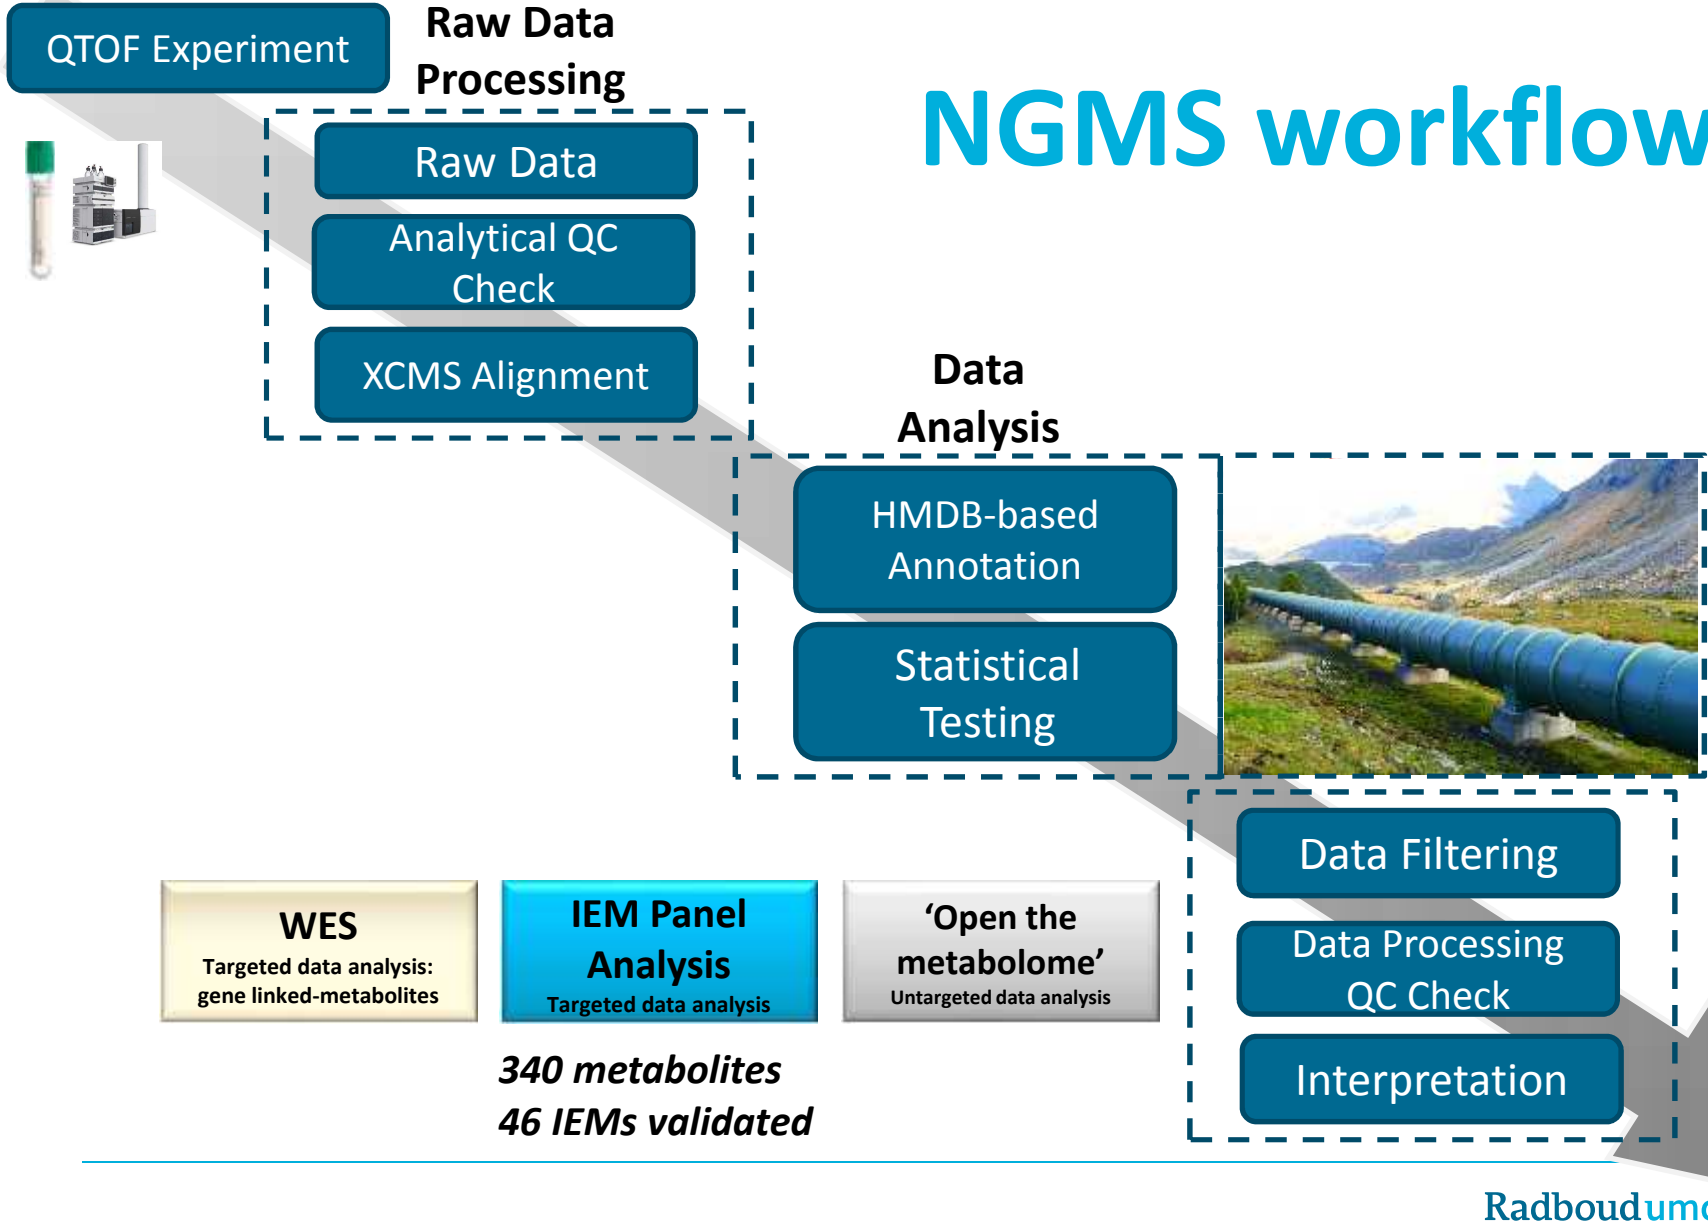 QTOF Experiment
Raw Data
Processing
NGMS workflow
Raw Data
Analytical QC
Check
XCMS Alignment
Data
Analysis
HMDB-based
Annotation
Statistical
Testing
Data Filtering
Data Processing
QC Check
Interpretation
WES
Targeted data analysis:
gene linked-metabolites
IEM Panel
Analysis
Targeted data analysis
‘Open the
metabolome’
Untargeted data analysis
340 metabolites
46 IEMs validated
Radboudum